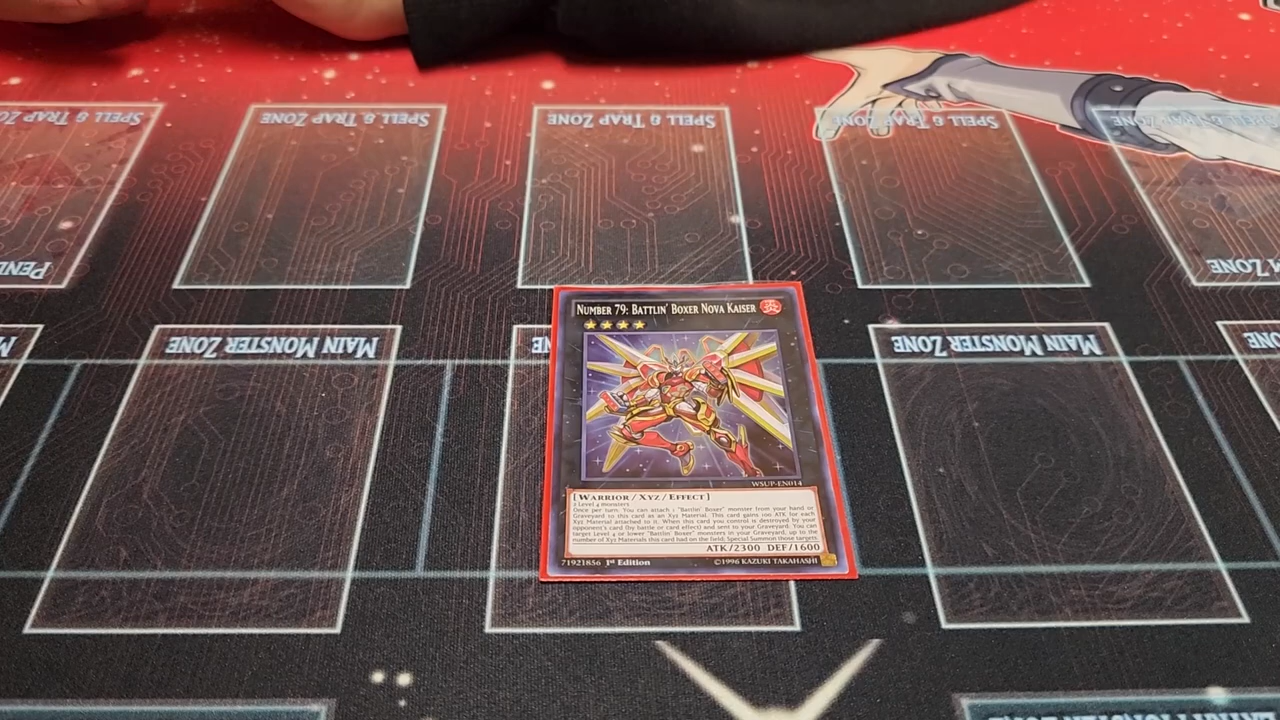 SPELL & TRAP ZONE
SPELL & TRAP ZONE
SPELL & TRAP ZONE
SPELL & TRAP ZONE
PEN
M ZONE
NUMBER 79: BATTLIN' BOXER NOVA KAISER
MAIN MONSTER ZONE
MAIN MONSTER ZONE
ZONE
WSUP-EN014
[WARRIOR/XYZ/EFFECT]
2 Level 4 monsters
Once per turn: You can attach 1 "Battlin' Boxer" monster from your hand or
Graveyard to this card as an Xyz Material. This card gains 100 ATK for each
Xyz Material attached to it. When this card you control is destroyed by your
opponent's card (by battle or card effect) and sent to your Graveyard: You can
target Level 4 or lower "Battlin' Boxer" monsters in your Graveyard, up to the
number of Xyz Materials this card had on the field; Special Summon those targets.
ATK/2300 DEF/1600
71921856 1st Edition ©1996 KAZUKI TAKAHASHI